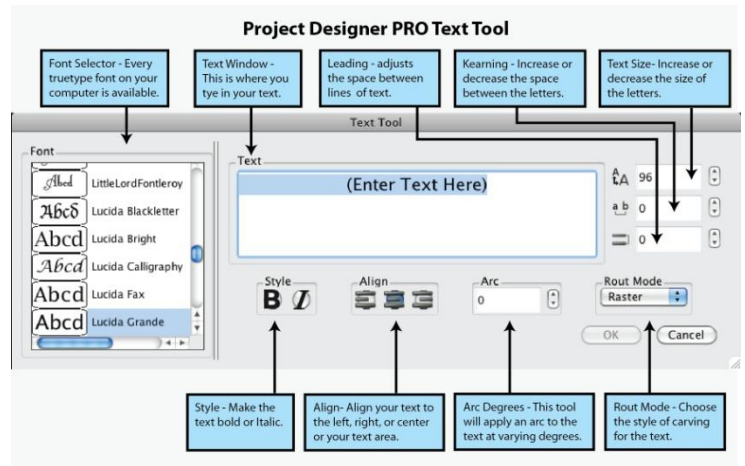 Project Designer PRO Text Tool
Font Selector - Every
truetype font on your
computer is available.
Text Window -
This is where you
tye in your text.
Leading - adjusts
the space between
lines of text.
Kearning - Increase or
decrease the space
between the letters.
Text Size- Increase or
decrease the size of
the letters.
Text Tool
Font
Abcd LittleLordFontleroy
Abcd Lucida Blackletter
Abcd Lucida Bright
Abcd Lucida Calligraphy
Abcd Lucida Fax
Abcd Lucida Grande
Text
(Enter Text Here)
A A 96
a b 0
0
Style
B I
Align
Arc
0
Rout Mode
Raster
OK Cancel
Style - Make the
text bold or Italic.
Align- Align your text to
the left, right, or center
or your text area.
Arc Degrees - This tool
will apply an arc to the
text at varying degrees.
Rout Mode - Choose
the style of carving
for the text.